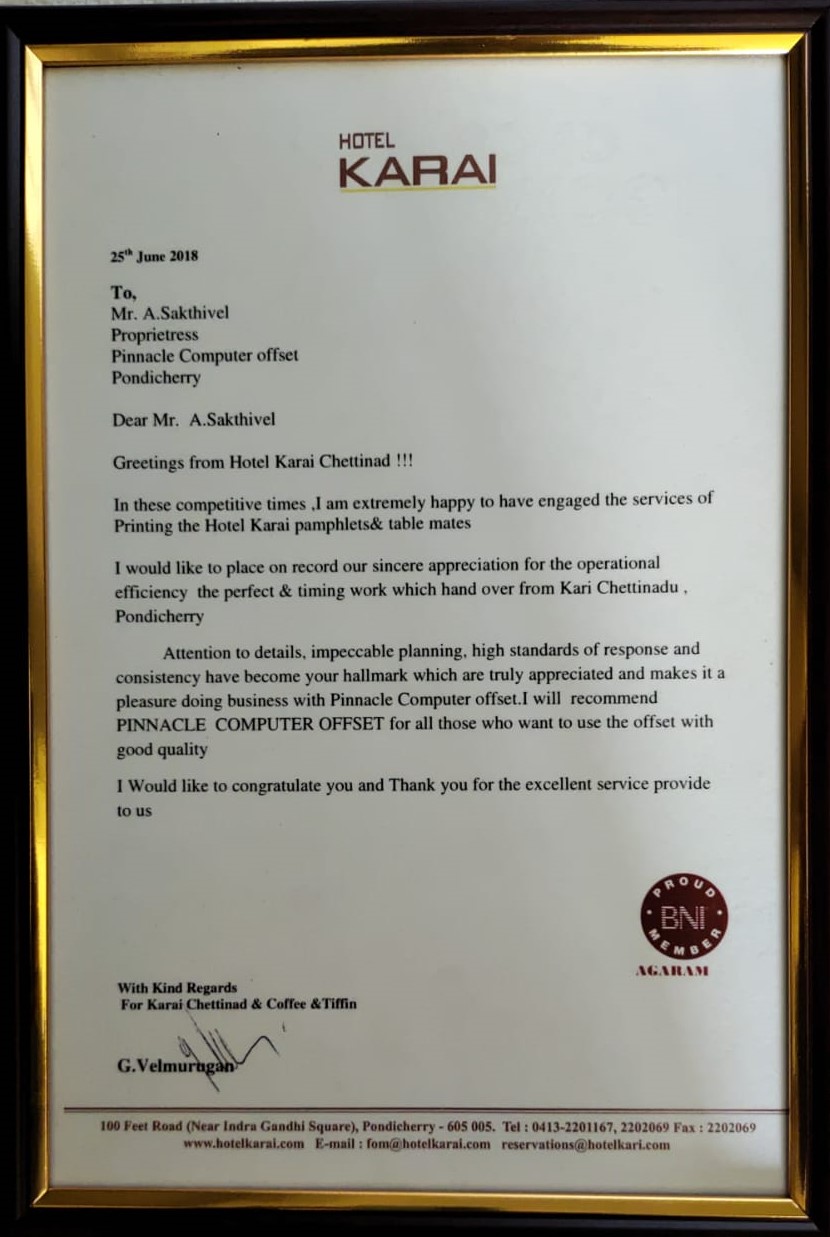 HOTEL
KARAI
25th June 2018
To,
Mr. A.Sakthivel
Proprietress
Pinnacle Computer offset
Pondicherry
Dear Mr.  A.Sakthivel
Greetings from Hotel Karai Chettinad !!!
In these competitive times ,I am extremely happy to have engaged the services of
Printing the Hotel Karai pamphlets& table mates
I would like to place on record our sincere appreciation for the operational
efficiency  the perfect & timing work which hand over from Kari Chettinadu ,
Pondicherry
Attention to details, impeccable planning, high standards of response and
consistency have become your hallmark which are truly appreciated and makes it a
pleasure doing business with Pinnacle Computer offset.I will  recommend
PINNACLE  COMPUTER OFFSET for all those who want to use the offset with
good quality
I Would like to congratulate you and Thank you for the excellent service provide
to us
PROUD
BNI
MEMBER
AGARAM
With Kind Regards
For Karai Chettinad & Coffee &Tiffin
G.Velmurugan
100 Feet Road (Near Indra Gandhi Square), Pondicherry - 605 005.  Tel : 0413-2201167, 2202069 Fax : 2202069
www.hotelkarai.com   E-mail : fom@hotelkarai.com   reservations@hotelkari.com